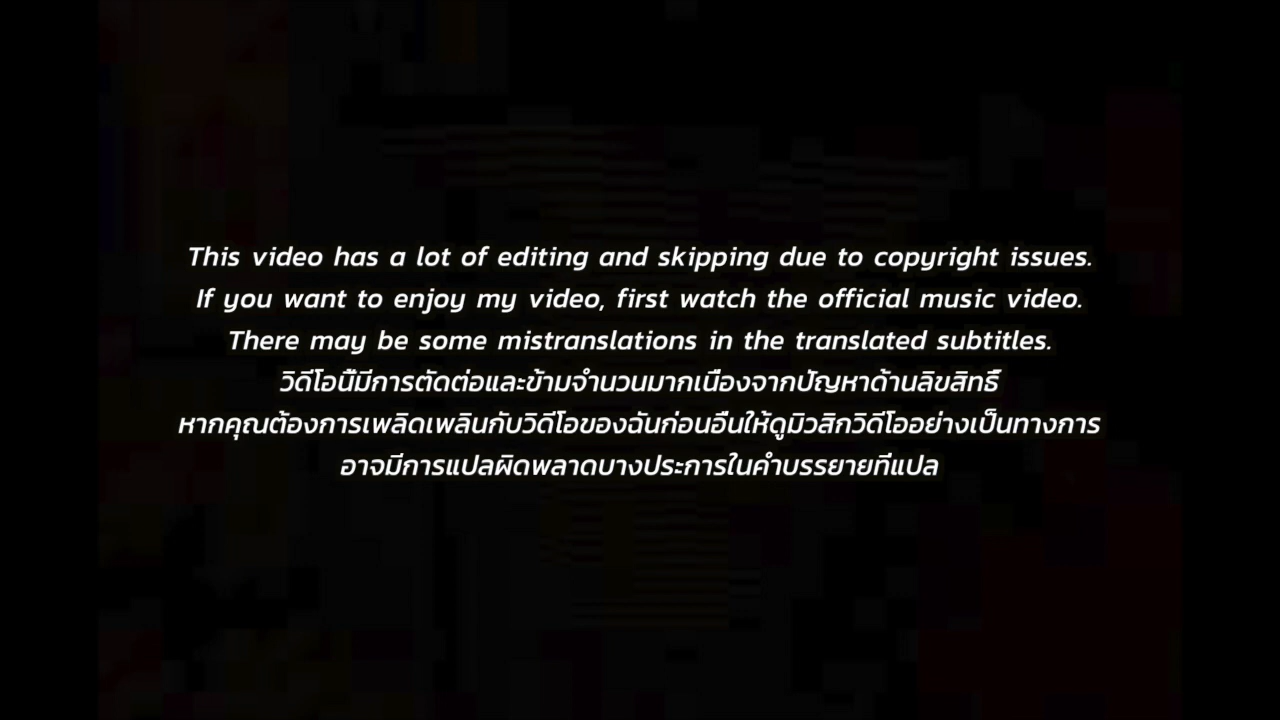 This video has a lot of editing and skipping due to copyright issues.
If you want to enjoy my video, first watch the official music video.
There may be some mistranslations in the translated subtitles.
วิดีโอนี้มีการตัดต่อและข้ามจำนวนมากเนื่องจากปัญหาด้านลิขสิทธิ์
หากคุณต้องการเพลิดเพลินกับวิดีโอของฉันก่อนอื่นให้ดูมิวสิกวิดีโออย่างเป็นทางการ
อาจมีการแปลผิดพลาดบางประการในคำบรรยายที่แปล